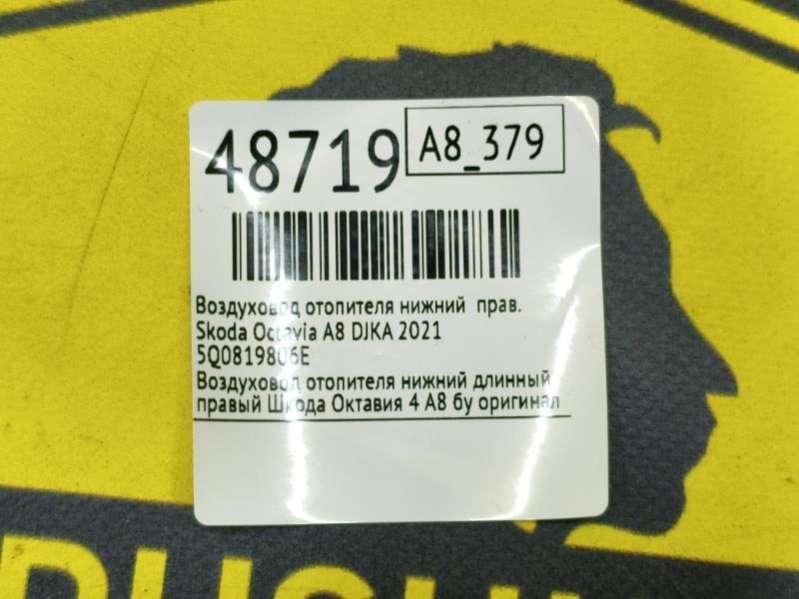 48719
A8_379
Воздуховод отопителя нижний прав.
Skoda Octavia A8 DJKA 2021
5Q0819806E
Воздуховод отопителя нижний длинный
правый Шкода Октавия 4 А8 бу оригинал